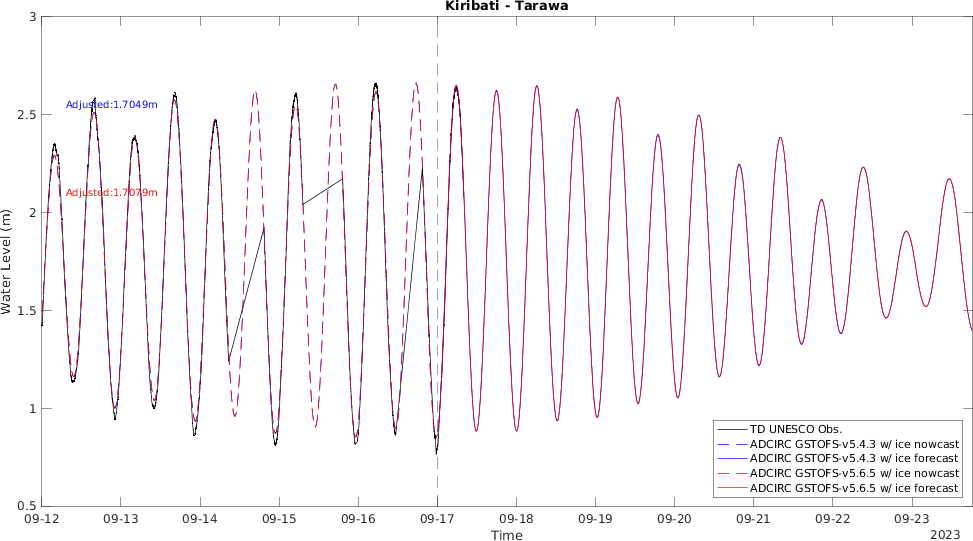 Kiribati - Tarawa
3
2.5
2
1.5
1
0.5
Water Level (m)
Adjusted:1.7049m
Adjusted:1.7079m
TD UNESCO Obs.
ADCIRC GSTOFS-v5.4.3 w/ ice nowcast
ADCIRC GSTOFS-v5.4.3 w/ ice forecast
ADCIRC GSTOFS-v5.6.5 w/ ice nowcast
ADCIRC GSTOFS-v5.6.5 w/ ice forecast
09-12 09-13 09-14 09-15 09-16 09-17 09-18 09-19 09-20 09-21 09-22 09-23
Time
2023